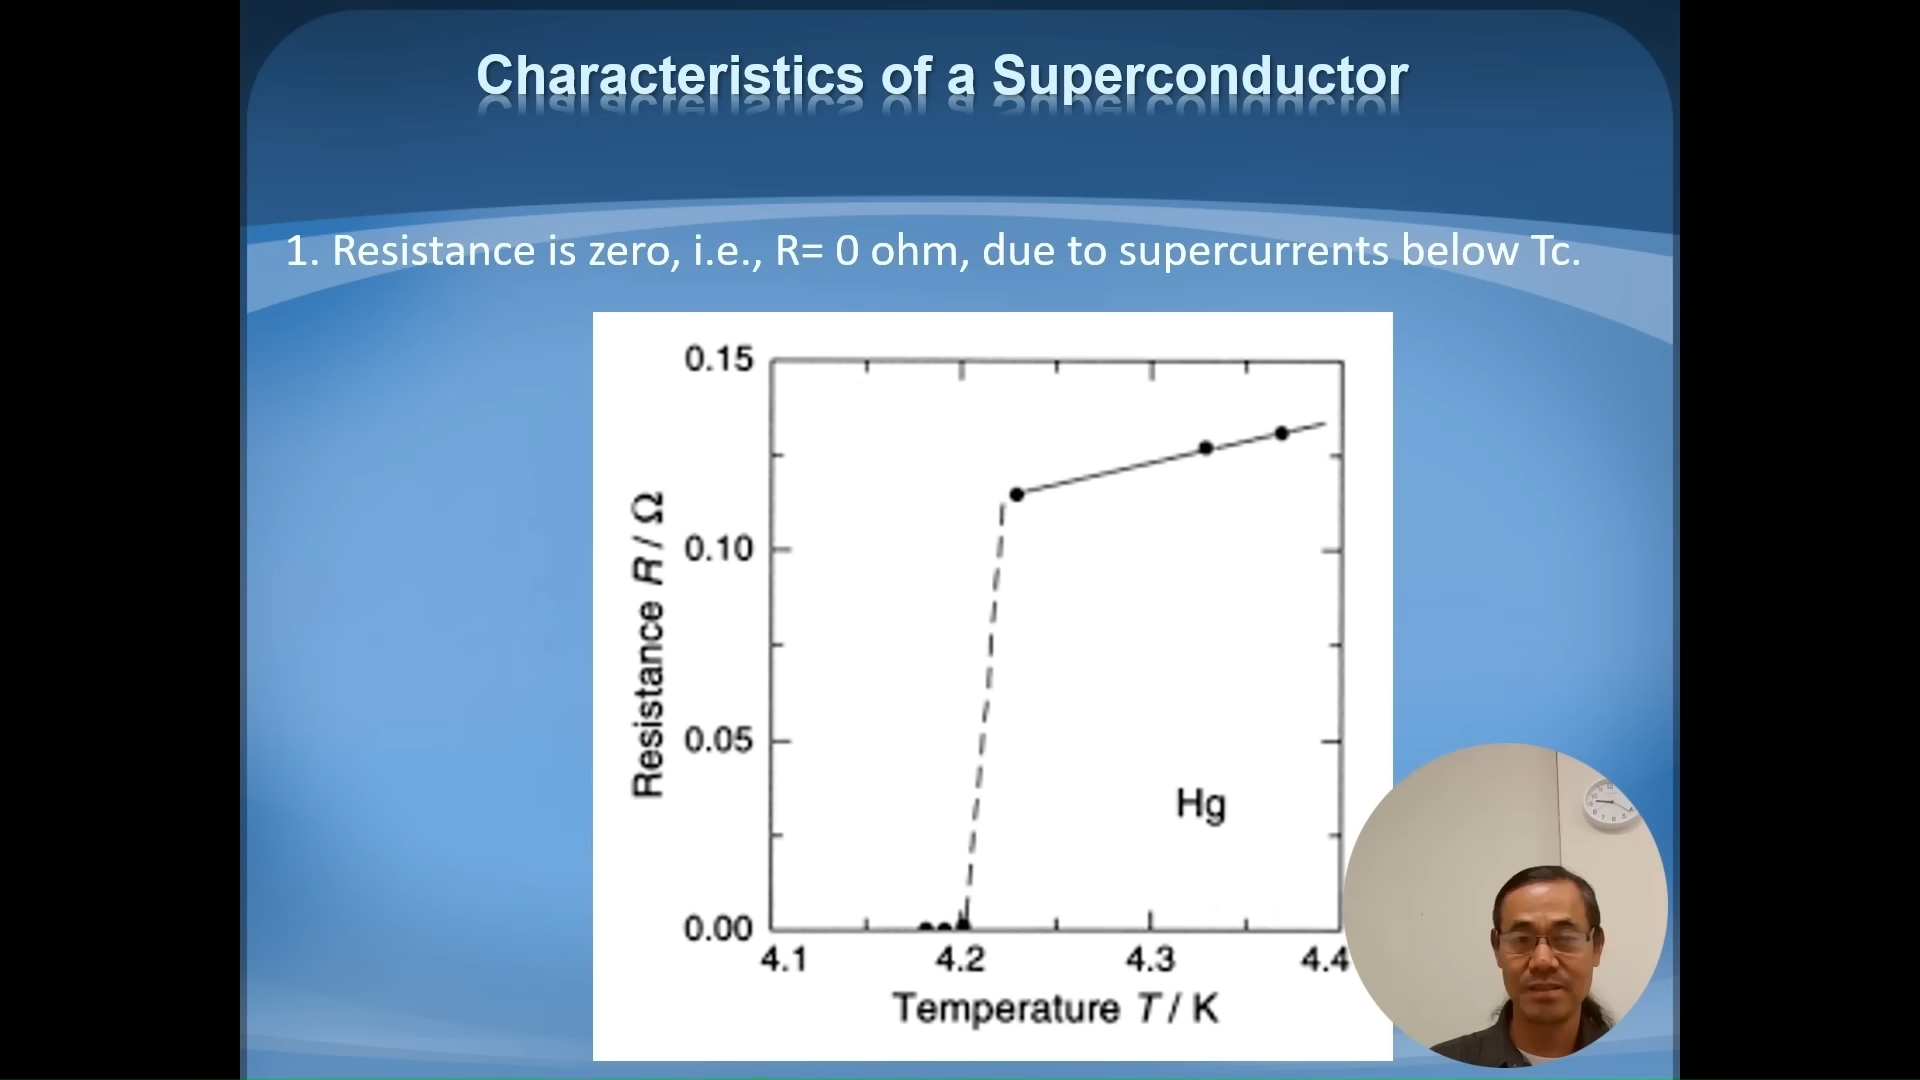 Characteristics of a Superconductor
1. Resistance is zero, i.e., R= 0 ohm, due to supercurrents below Tc.
0.15
0.10
0.05
0.00
Resistance R / Ω
Hg
4.1 4.2 4.3 4.4
Temperature T / K